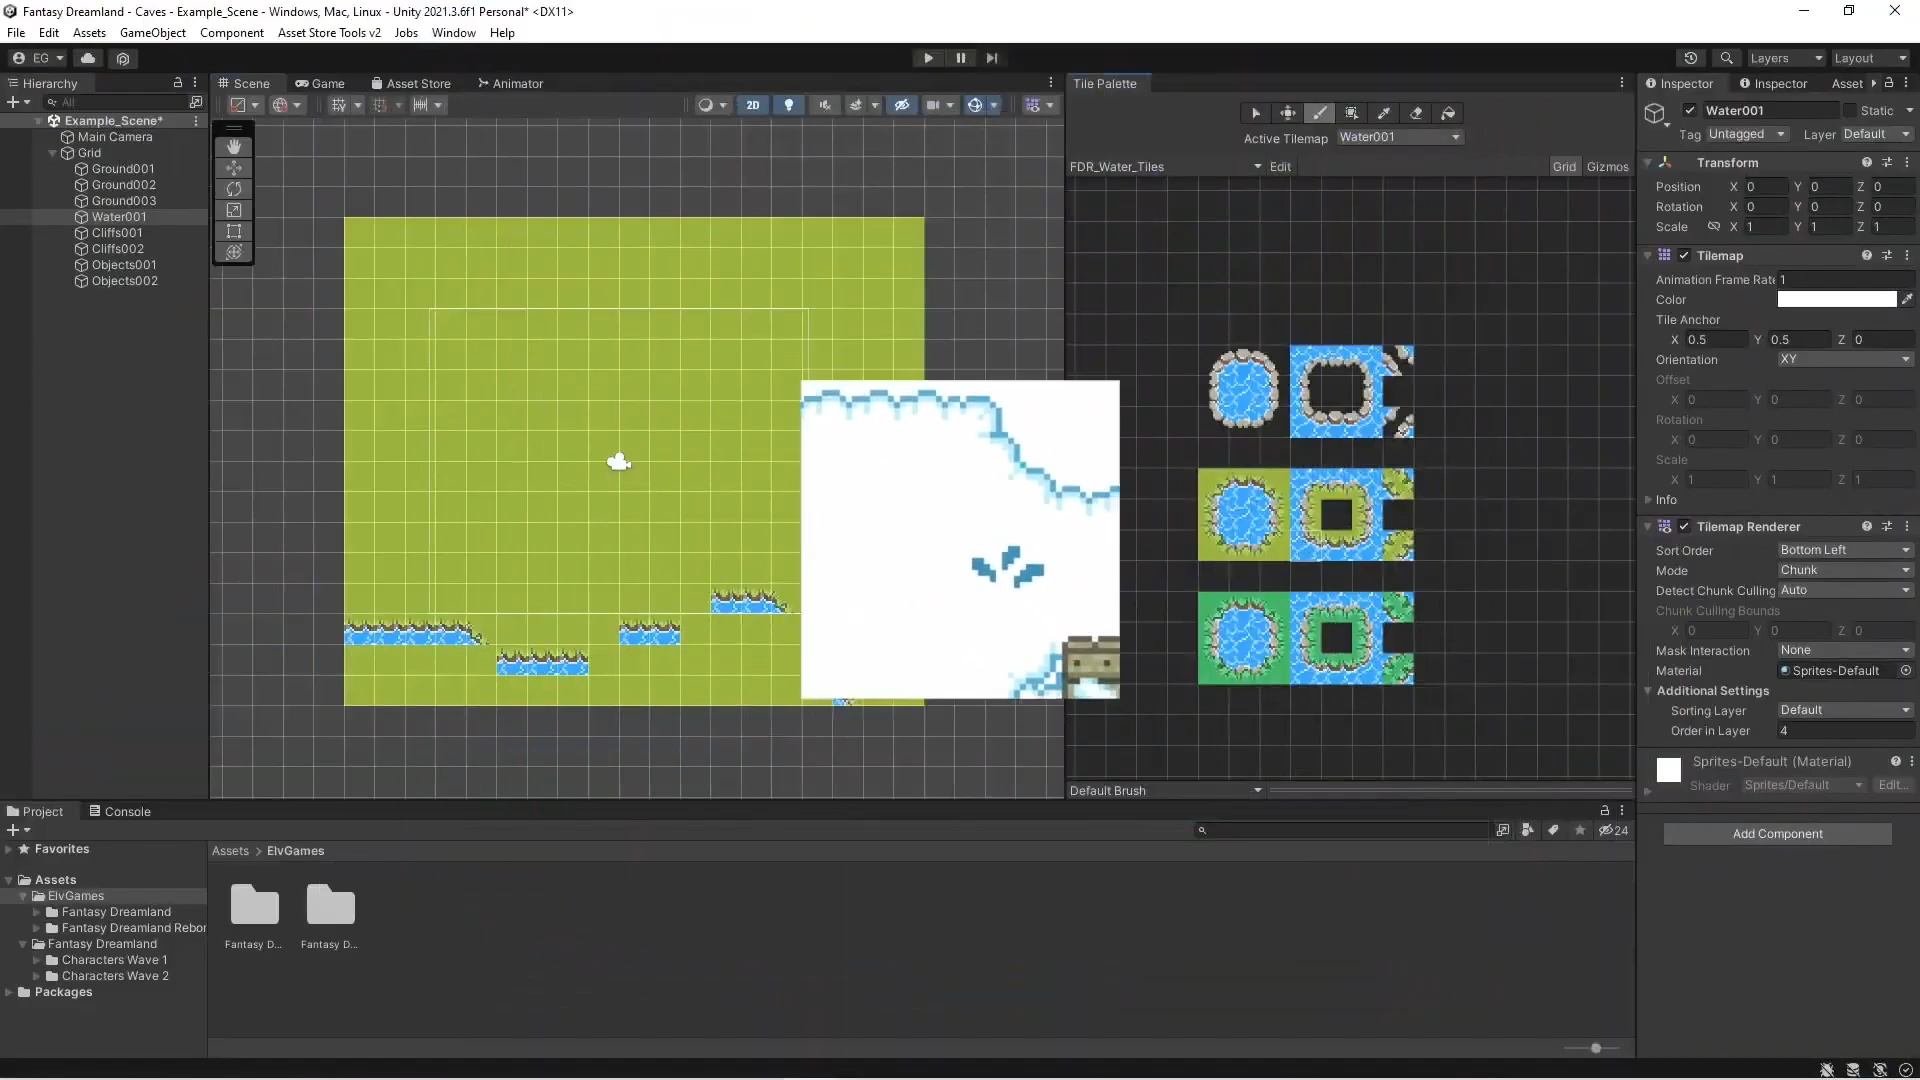 Fantasy Dreamland - Caves - Example_Scene - Windows, Mac, Linux - Unity 2021.3.6f1 Personal* <DX11>
File Edit Assets GameObject Component Asset Store Tools v2 Jobs Window Help
EG
Layers Layout
Hierarchy
All
Example_Scene*
Main Camera
Grid
Ground001
Ground002
Ground003
Water001
Cliffs001
Cliffs002
Objects001
Objects002
Scene Game Asset Store Animator
2D
Tile Palette
Active Tilemap Water001
FDR_Water_Tiles Edit Grid Gizmos
Default Brush
Inspector Inspector Asset
Water001 Static
Tag Untagged Layer Default
Transform
Position X 0 Y 0 Z 0
Rotation X 0 Y 0 Z 0
Scale X 1 Y 1 Z 1
Tilemap
Animation Frame Rate 1
Color
Tile Anchor
X 0.5 Y 0.5 Z 0
Orientation XY
Offset
X 0 Y 0 Z 0
Rotation
X 0 Y 0 Z 0
Scale
X 1 Y 1 Z 1
Info
Tilemap Renderer
Sort Order Bottom Left
Mode Chunk
Detect Chunk Culling Auto
Chunk Culling Bounds
X 0 Y 0 Z 0
Mask Interaction None
Material Sprites-Default
Additional Settings
Sorting Layer Default
Order in Layer 4
Sprites-Default (Material)
Shader Sprites/Default Edit...
Add Component
Project Console
24
Favorites
Assets
ElvGames
Fantasy Dreamland
Fantasy Dreamland Rebor
Fantasy Dreamland
Characters Wave 1
Characters Wave 2
Packages
Assets > ElvGames
Fantasy D... Fantasy D...